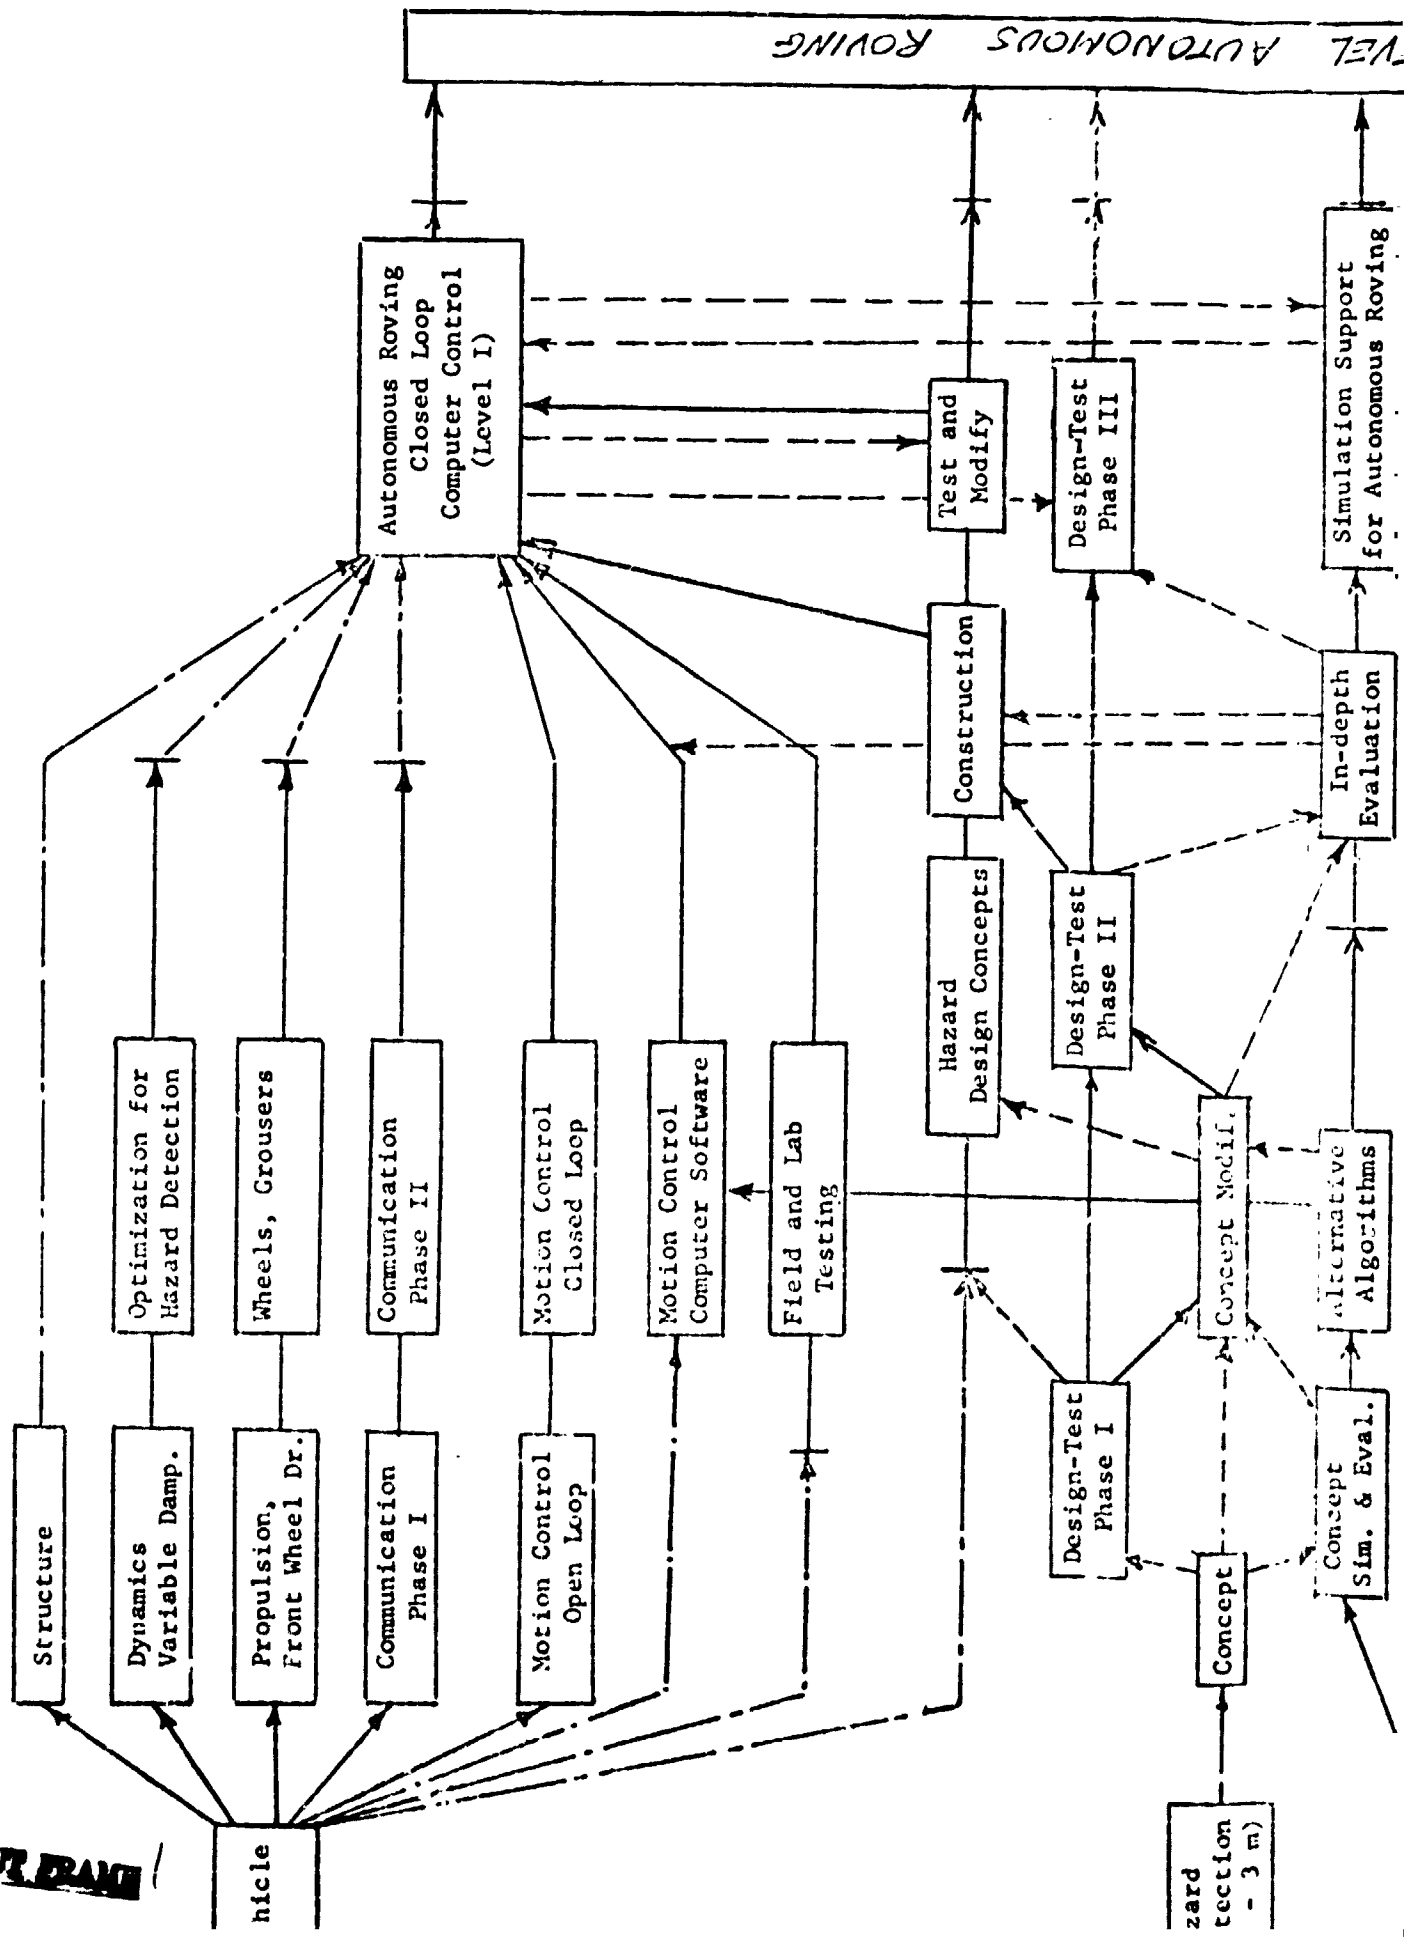 Structure
Dynamics
Variable Damp.
Propulsion,
Front Wheel Dr.
Communication
Phase I
Motion Control
Open Loop
Optimization for
Hazard Detection
Wheels, Grousers
Communication
Phase II
Motion Control
Closed Loop
Motion Control
Computer Software
Field and Lab
Testing
Autonomous Roving
Closed Loop
Computer Control
(Level I)
Hazard
Design Concepts
Construction
Test and
Modify
Design-Test
Phase I
Design-Test
Phase II
Design-Test
Phase III
Concept
Concept Modif.
Concept
Sim. & Eval.
Alternative
Algorithms
In-depth
Evaluation
Simulation Support
for Autonomous Roving
hicle
zard
tection
- 3 m)
VEL AUTONOMOUS ROVING
FRAME